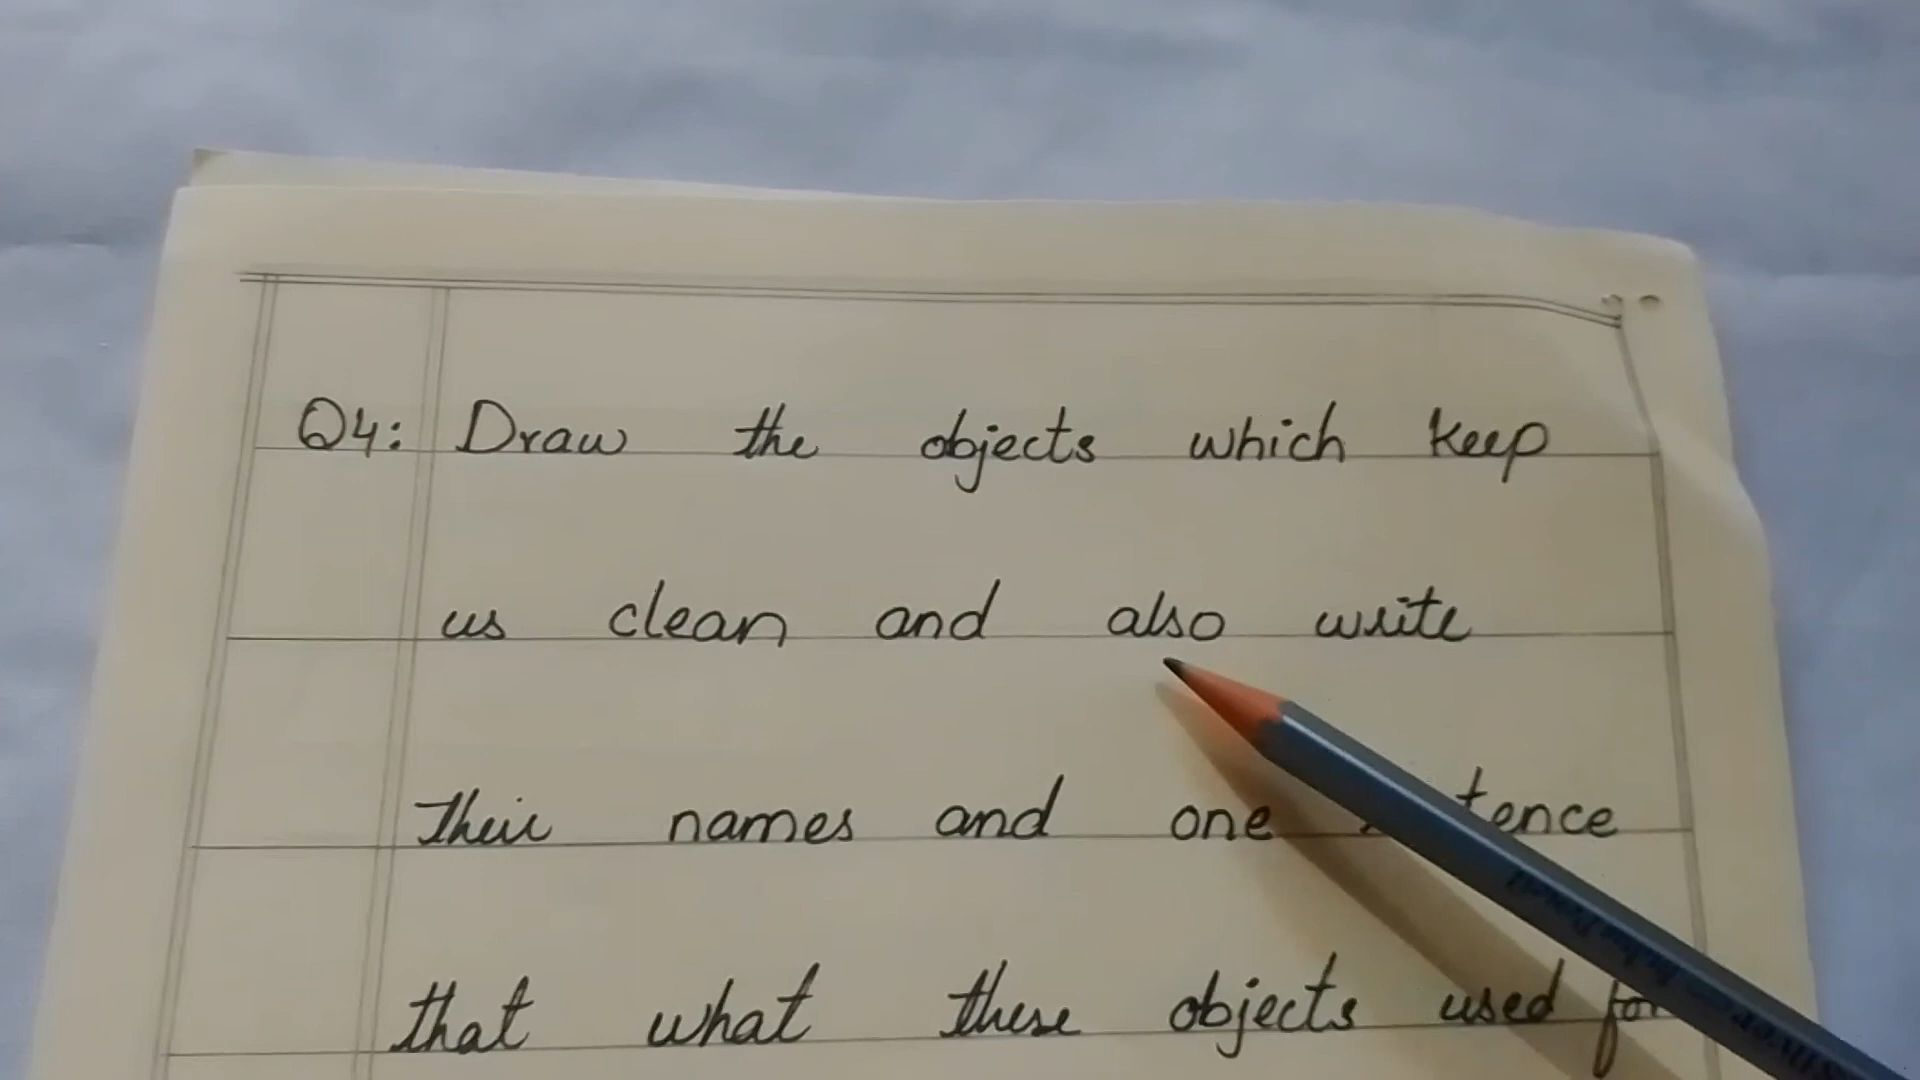 Q4: Draw the objects which keep
us clean and also write
their names and one tence
that what these objects used for